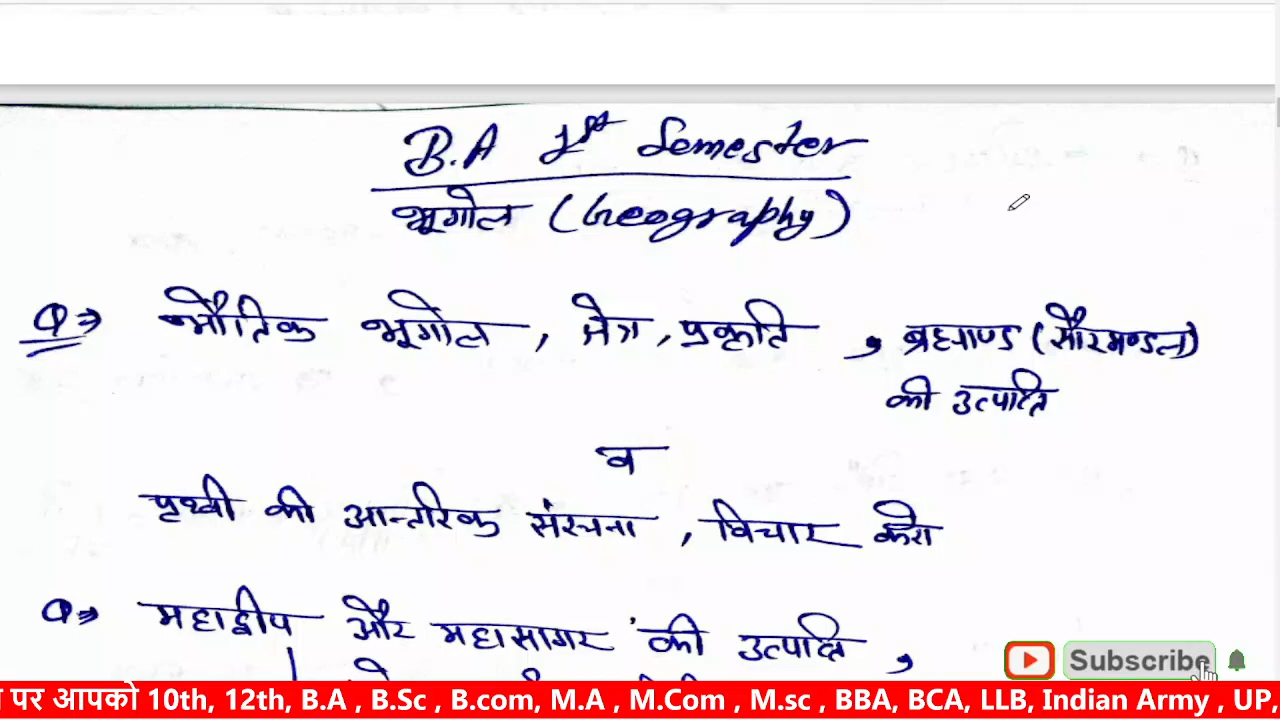 B.A 1st Semester
भूगोल (Geography)
Q⇒ भौतिक भूगोल, क्षेत्र, प्रकृति, ब्रह्माण्ड (सौरमण्डल)
की उत्पत्ति
व
पृथ्वी की आन्तरिक संरचना, विचार करो
Q⇒ महाद्वीप और महासागर की उत्पत्ति,
Subscribe
पर आपको 10th, 12th, B.A , B.Sc , B.com, M.A , M.Com , M.sc , BBA, BCA, LLB, Indian Army , UP,